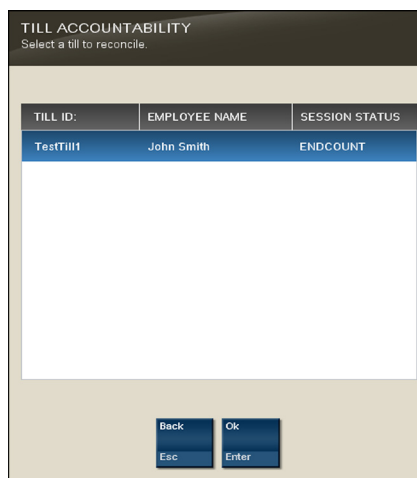 TILL ACCOUNTABILITY
Select a till to reconcile.
TILL ID: EMPLOYEE NAME SESSION STATUS
TestTill1 John Smith ENDCOUNT
Back Ok
Esc Enter